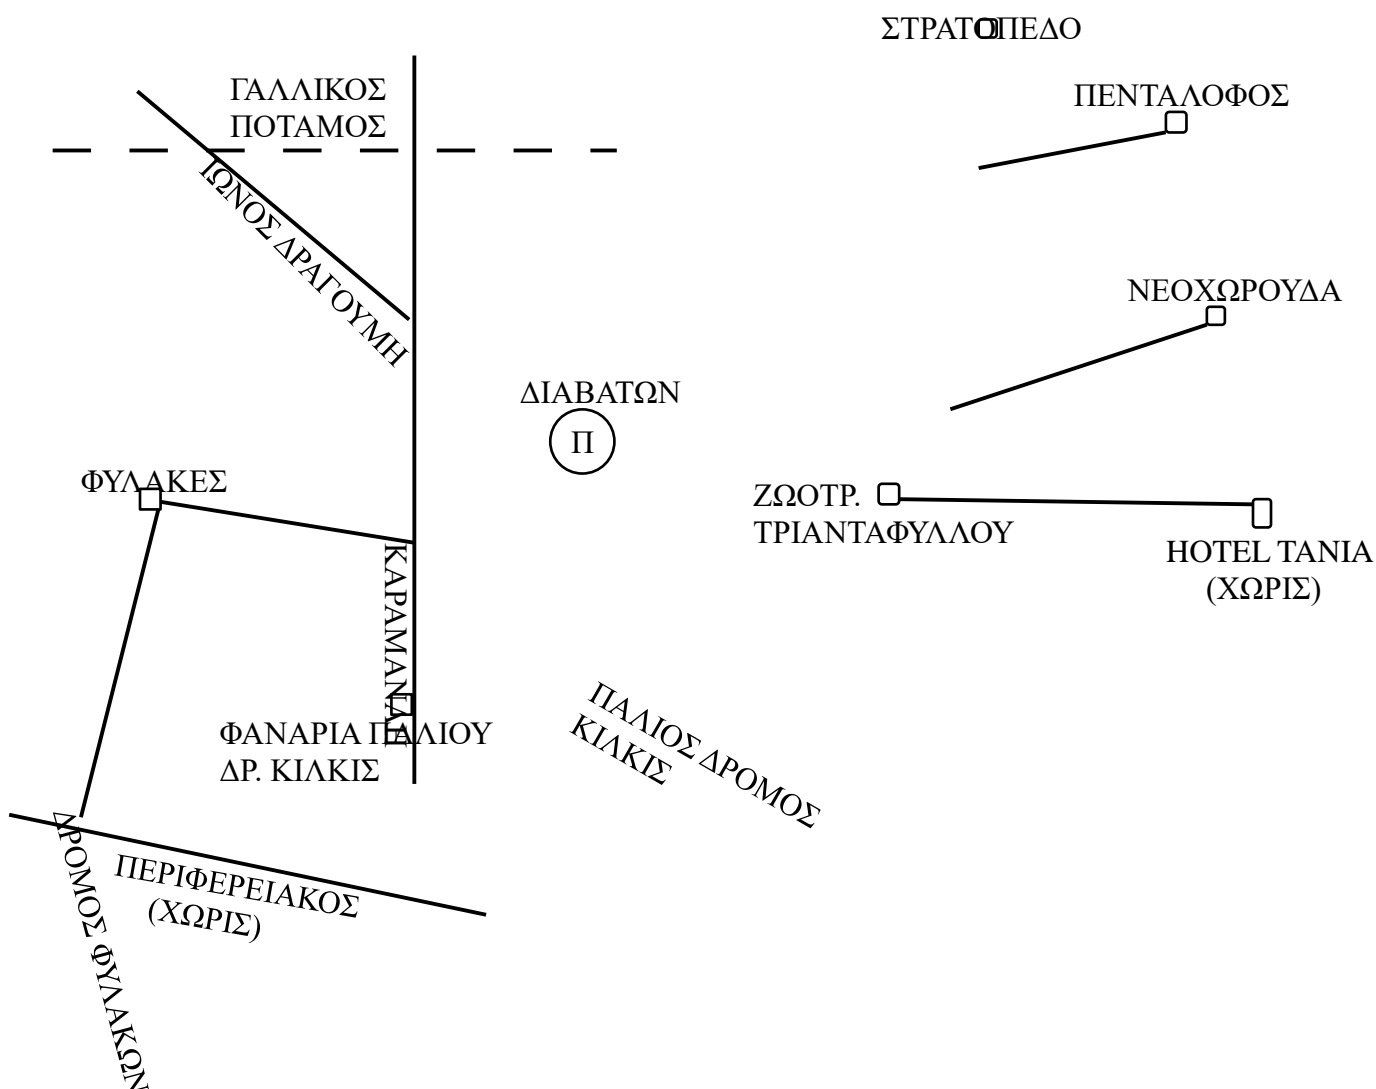 ΣΤΡΑΤΟΠΕΔΟ
ΓΑΛΛΙΚΟΣ
ΠΟΤΑΜΟΣ
ΠΕΝΤΑΛΟΦΟΣ
ΙΩΝΟΣ ΔΡΑΓΟΥΜΗ
ΝΕΟΧΩΡΟΥΔΑ
ΔΙΑΒΑΤΩΝ
Π
ΦΥΛΑΚΕΣ
ΖΩΟΤΡ.
ΤΡΙΑΝΤΑΦΥΛΛΟΥ
HOTEL TANIA
(ΧΩΡΙΣ)
ΚΑΡΑΜΑΝΛΗ
ΦΑΝΑΡΙΑ ΠΑΛΙΟΥ
ΔΡ. ΚΙΛΚΙΣ
ΠΑΛΙΟΣ ΔΡΟΜΟΣ
ΚΙΛΚΙΣ
ΠΕΡΙΦΕΡΕΙΑΚΟΣ
(ΧΩΡΙΣ)
ΔΡΟΜΟΣ ΦΥΛΑΚΩΝ